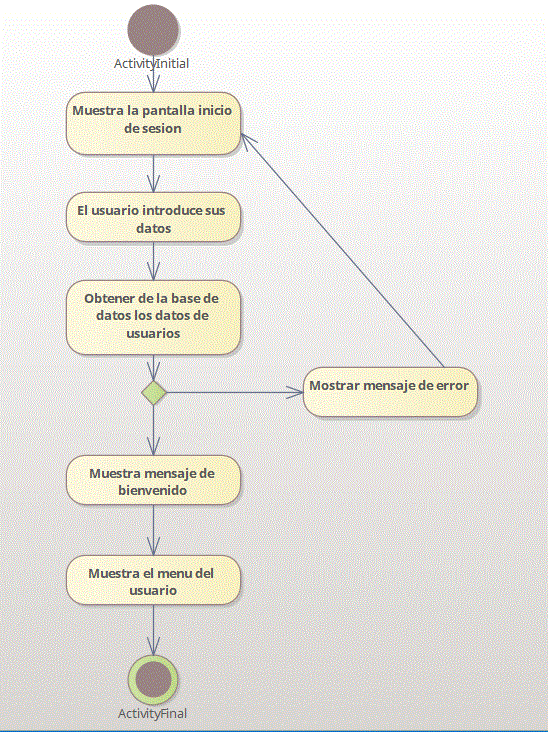 ActivityInitial
Muestra la pantalla inicio
de sesion
El usuario introduce sus
datos
Obtener de la base de
datos los datos de
usuarios
Mostrar mensaje de error
Muestra mensaje de
bienvenido
Muestra el menu del
usuario
ActivityFinal